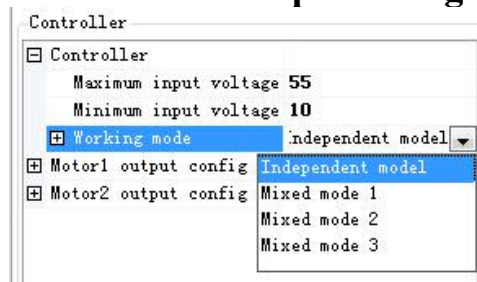 Controller
Controller
Maximum input voltage 55
Minimum input voltage 10
Working mode Independent model
Motor1 output config Independent model
Motor2 output config Mixed mode 1
Mixed mode 2
Mixed mode 3